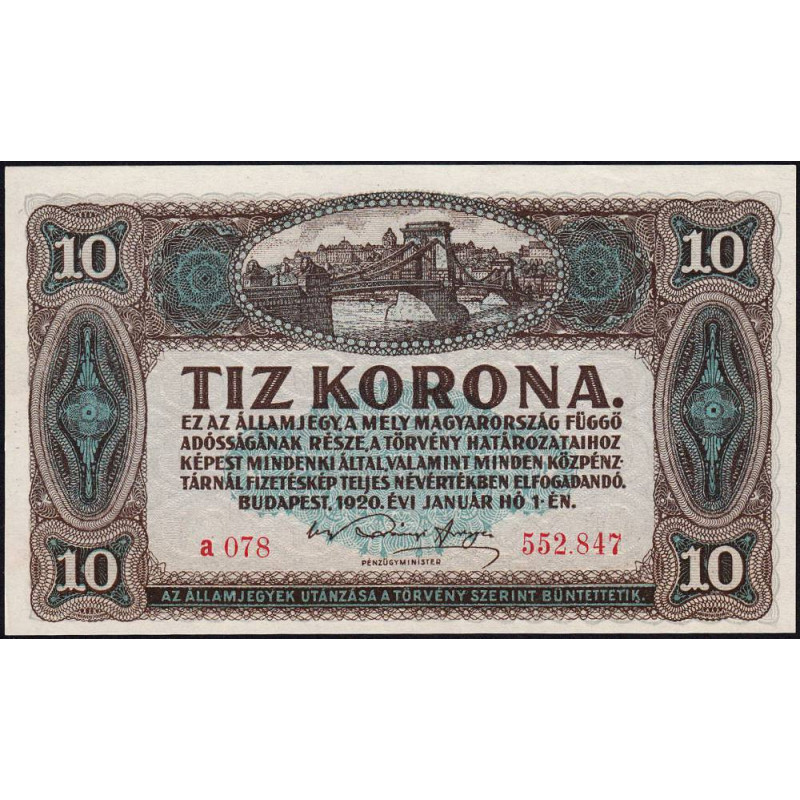 10 10
TIZ KORONA.
EZ AZ ÁLLAMJEGY, A MELY MAGYARORSZÁG FÜGGŐ
ADÓSSÁGÁNAK RÉSZE, A TÖRVÉNY HATÁROZATAIHOZ
KÉPEST MINDENKI ÁLTAL, VALAMINT MINDEN KÖZPÉNZ-
TÁRNÁL FIZETÉSKÉP TELJES NÉVÉRTÉKBEN ELFOGADANDÓ.
BUDAPEST, 1920. ÉVI JANUÁR HÓ 1-ÉN.
a 078 552.847
PÉNZÜGYMINISTER
10 10
AZ ÁLLAMJEGYEK UTÁNZÁSA A TÖRVÉNY SZERINT BÜNTETTETIK.